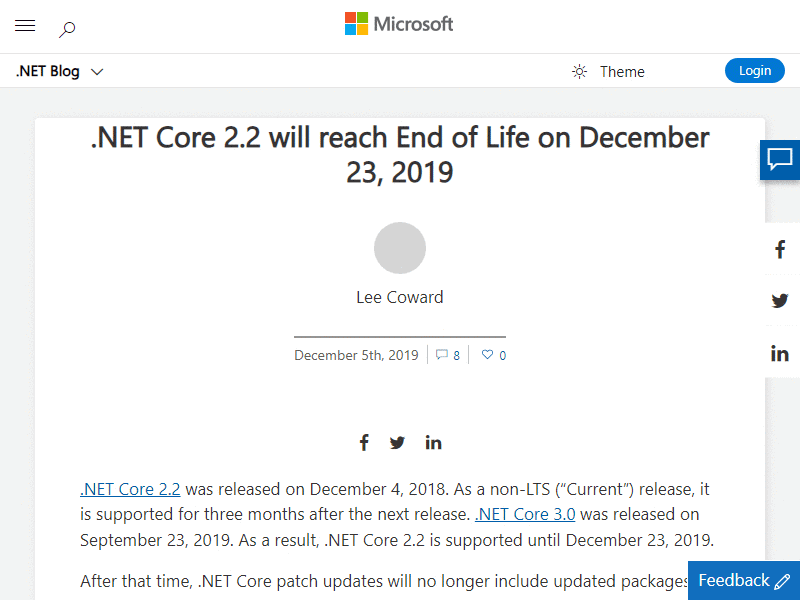 Microsoft
.NET Blog
Theme
Login
.NET Core 2.2 will reach End of Life on December
23, 2019
Lee Coward
December 5th, 2019
8
0
.NET Core 2.2 was released on December 4, 2018. As a non-LTS (“Current”) release, it
is supported for three months after the next release. .NET Core 3.0 was released on
September 23, 2019. As a result, .NET Core 2.2 is supported until December 23, 2019.
After that time, .NET Core patch updates will no longer include updated packages
Feedback